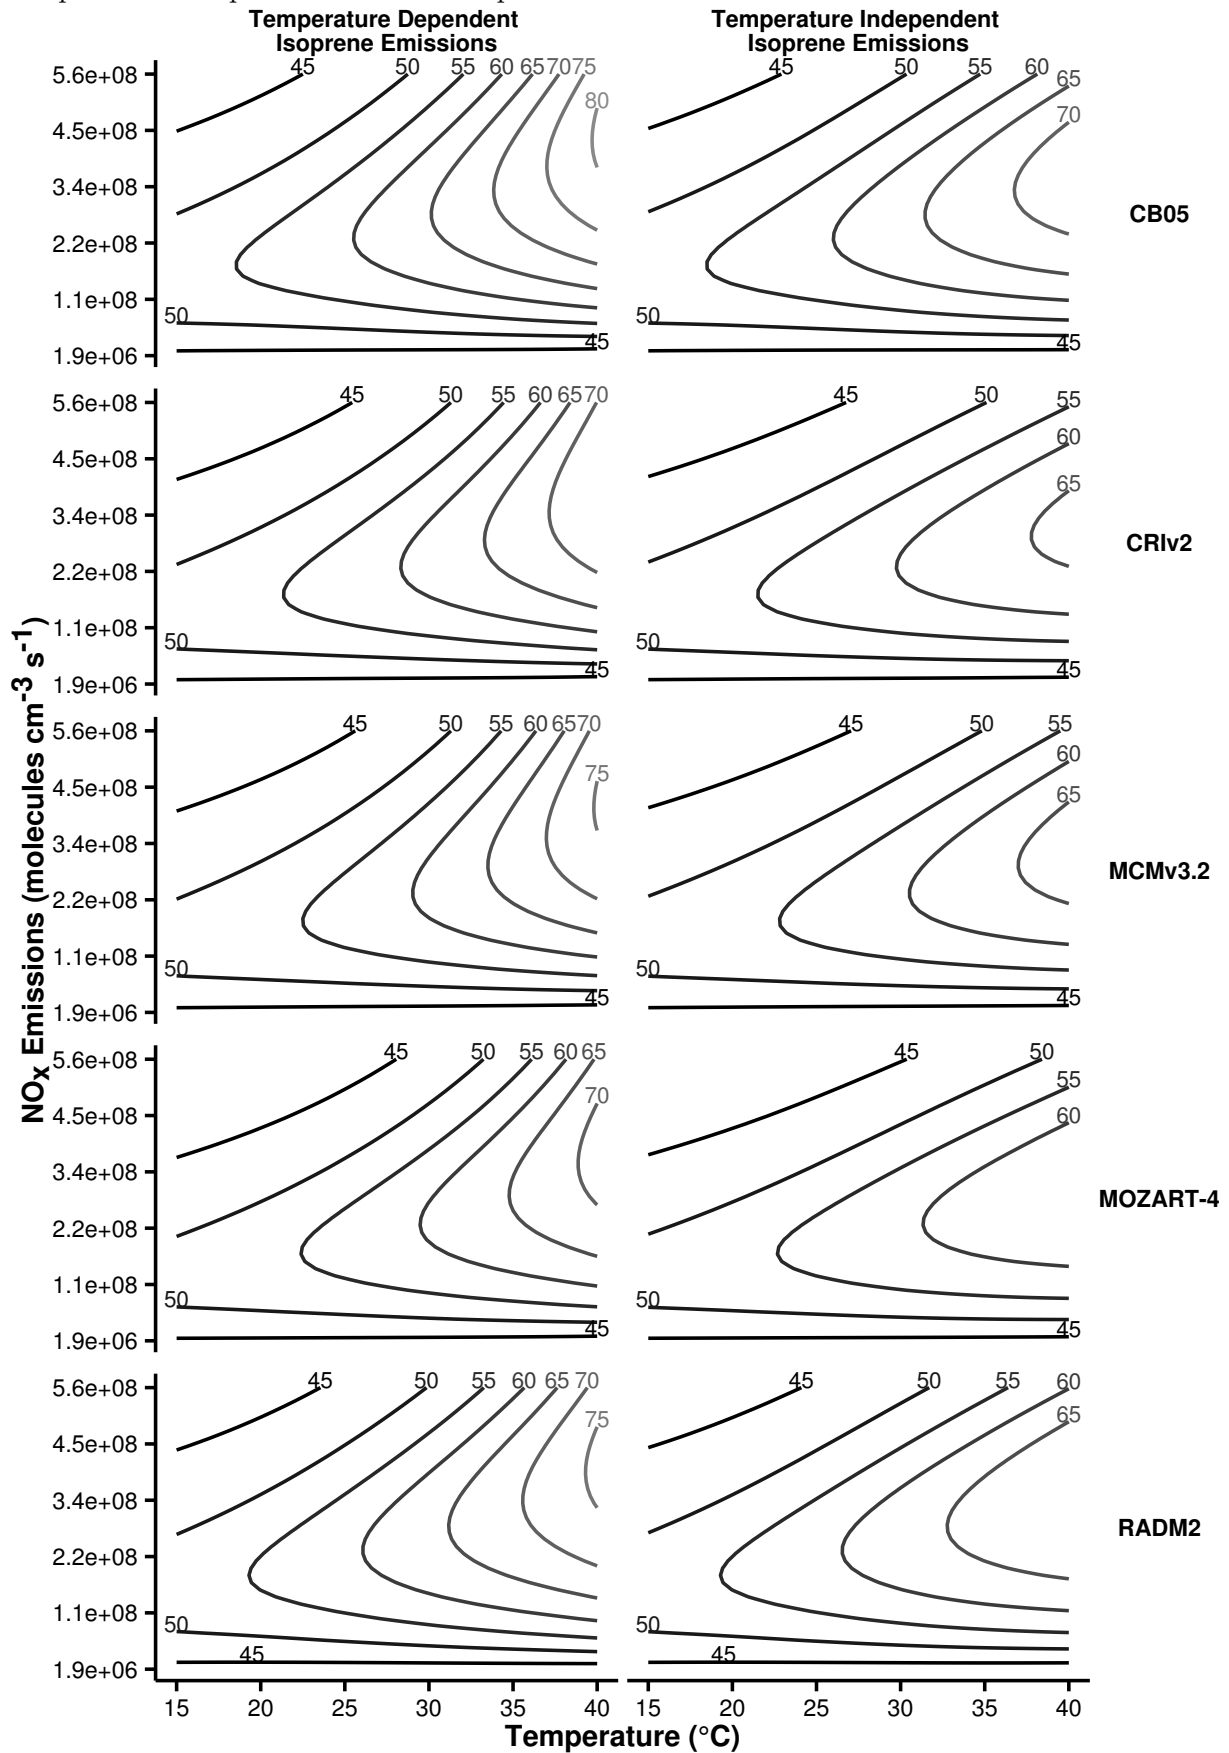 Temperature Dependent
Isoprene Emissions
Temperature Independent
Isoprene Emissions
NOx Emissions (molecules cm-3 s-1)
5.6e+08
4.5e+08
3.4e+08
2.2e+08
1.1e+08
1.9e+06
45 50 55 60 65 70 75
80
50
45
45 50 55 60
65
70
50
45
CB05
5.6e+08
4.5e+08
3.4e+08
2.2e+08
1.1e+08
1.9e+06
45 50 55 60 65 70
50
45
45 50 55
60
65
50
45
CRIv2
5.6e+08
4.5e+08
3.4e+08
2.2e+08
1.1e+08
1.9e+06
45 50 55 60 65 70
75
50
45
45 50 55
60
65
50
45
MCMv3.2
5.6e+08
4.5e+08
3.4e+08
2.2e+08
1.1e+08
1.9e+06
45 50 55 60 65
70
50
45
45 50
55
60
50
45
MOZART-4
5.6e+08
4.5e+08
3.4e+08
2.2e+08
1.1e+08
1.9e+06
45 50 55 60 65 70
75
50
45
45 50 55 60
65
50
45
RADM2
15 20 25 30 35 40
15 20 25 30 35 40
Temperature (°C)